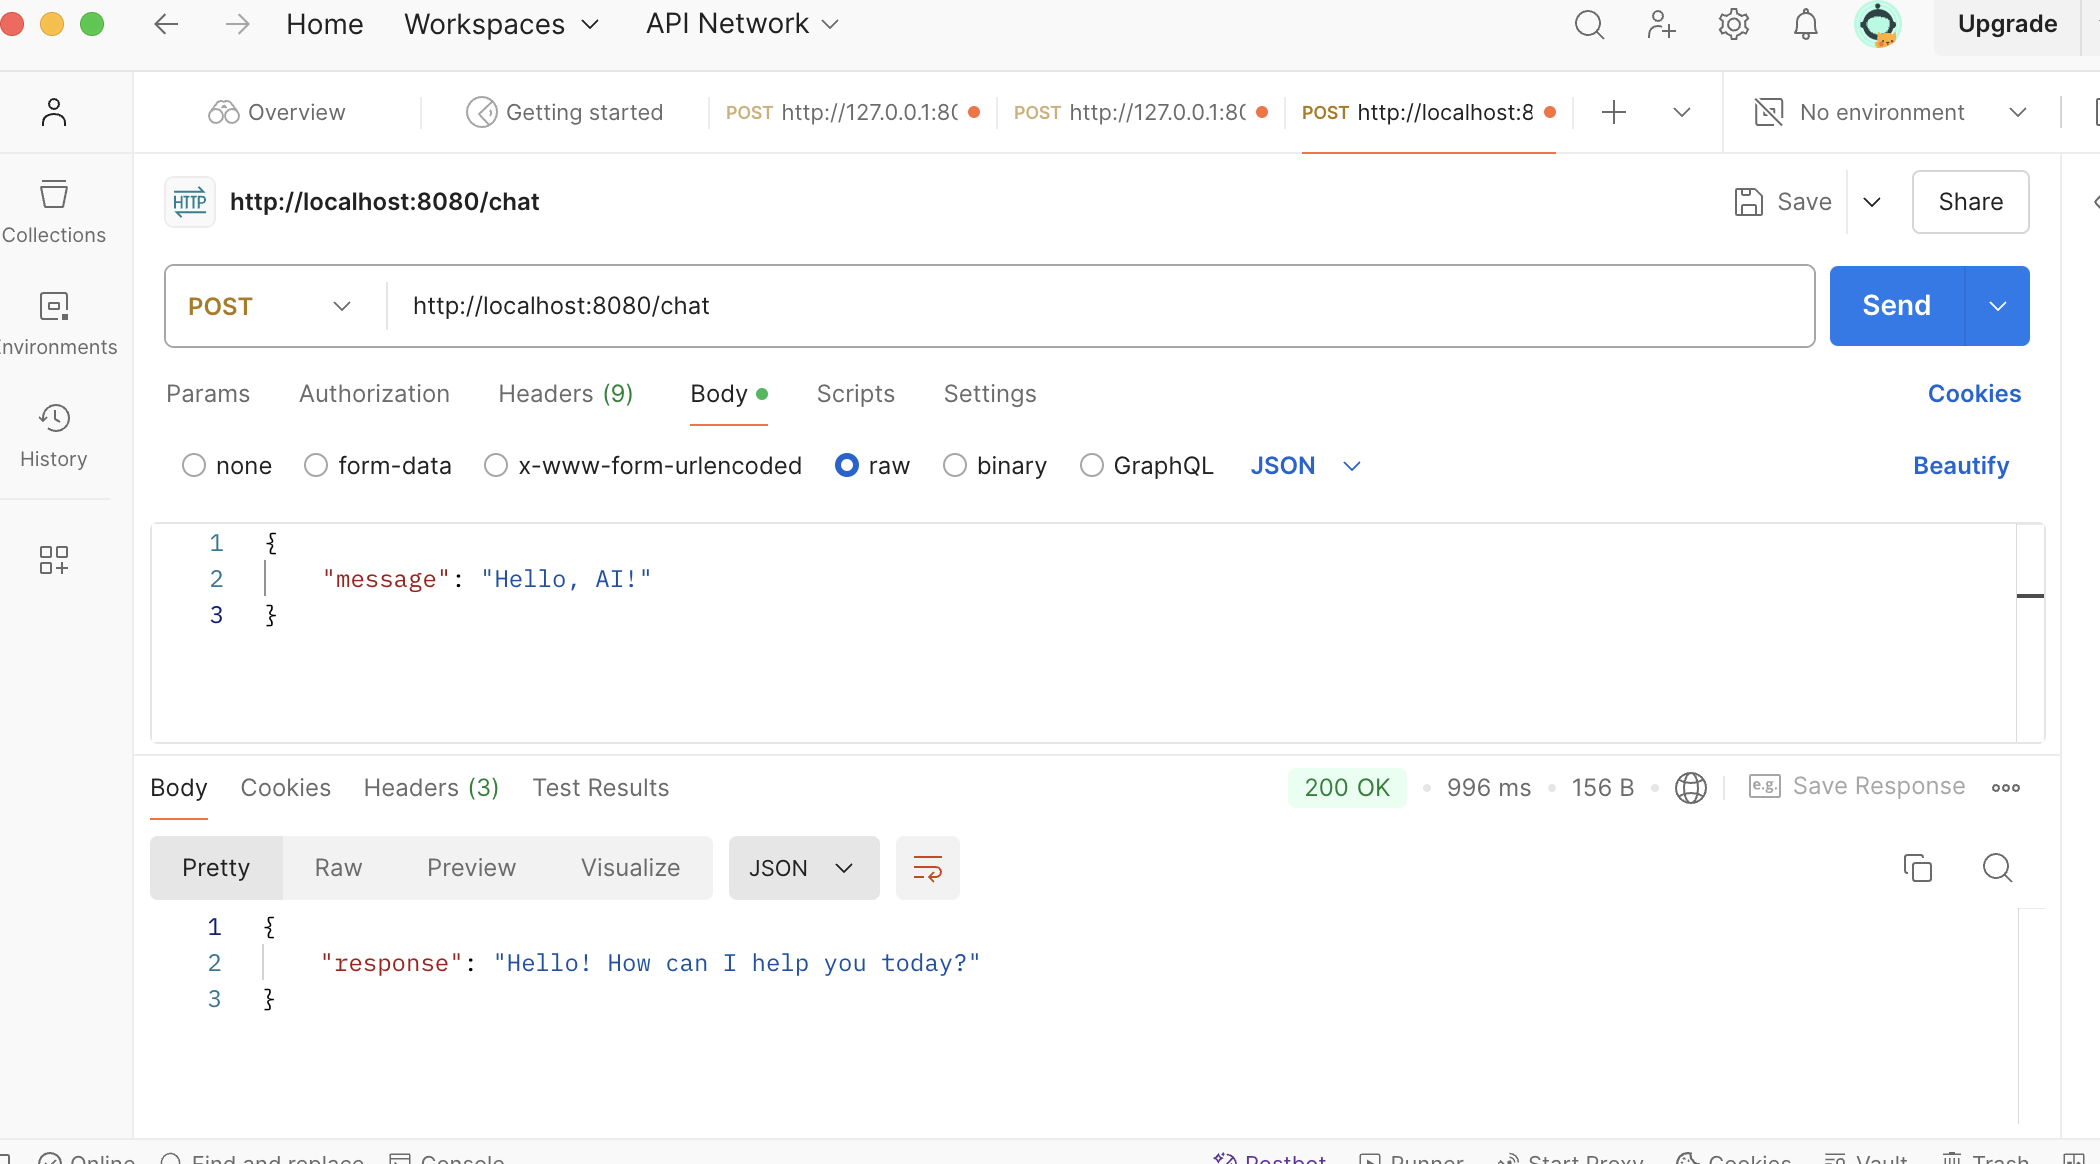 Home Workspaces API Network Upgrade
Overview Getting started POST http://127.0.0.1:80 POST http://127.0.0.1:80 POST http://localhost:8 No environment
HTTP http://localhost:8080/chat Save Share
Collections
POST http://localhost:8080/chat Send
nvironments
Params Authorization Headers (9) Body Scripts Settings Cookies
History
none form-data x-www-form-urlencoded raw binary GraphQL JSON Beautify
1 {
2 "message": "Hello, AI!"
3 }
Body Cookies Headers (3) Test Results 200 OK 996 ms 156 B e.g. Save Response
Pretty Raw Preview Visualize JSON
1 {
2 "response": "Hello! How can I help you today?"
3 }
Online Find and replace Console Postbot Runner Start Proxy Cookies Vault Trash